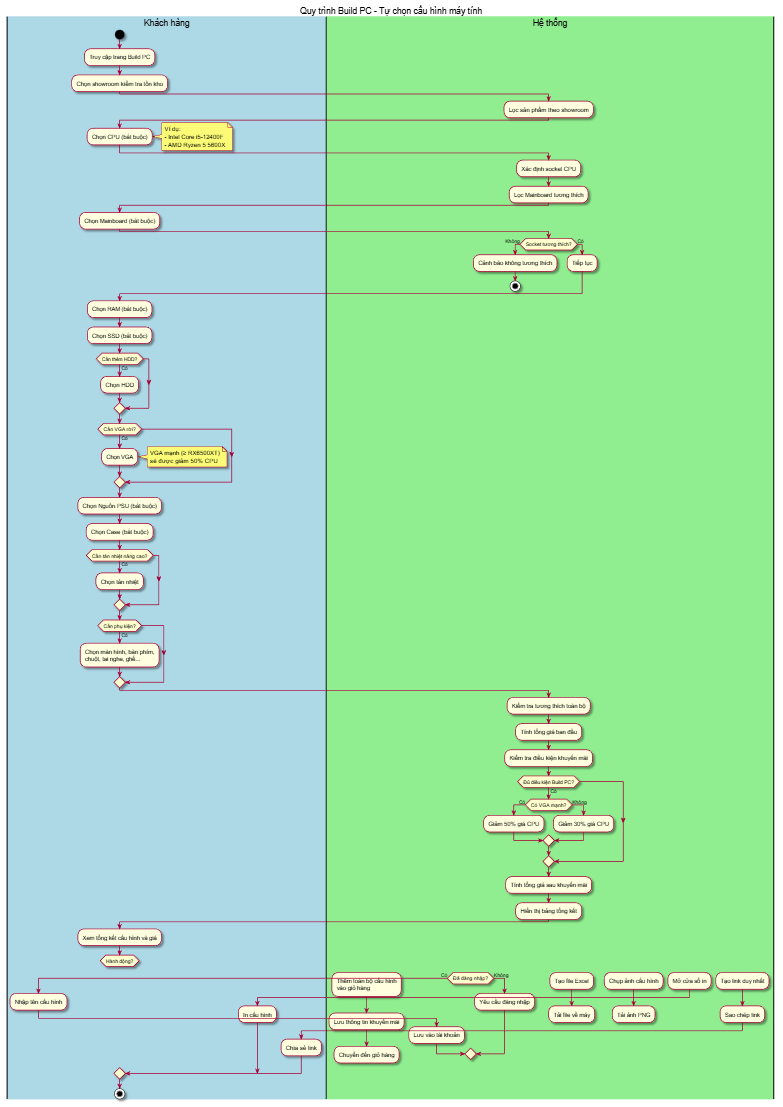 Quy trình Build PC - Tự chọn cấu hình máy tính
Khách hàng
Hệ thống
Truy cập trang Build PC
Chọn showroom kiểm tra tồn kho
Lọc sản phẩm theo showroom
Chọn CPU (bắt buộc)
Ví dụ:
- Intel Core i5-12400F
- AMD Ryzen 5 5600X
Xác định socket CPU
Lọc Mainboard tương thích
Chọn Mainboard (bắt buộc)
Socket tương thích?
Không
Có
Cảnh báo không tương thích
Tiếp tục
Chọn RAM (bắt buộc)
Chọn SSD (bắt buộc)
Cần thêm HDD?
Có
Chọn HDD
Cần VGA rời?
Có
Chọn VGA
VGA mạnh (≥ RX6500XT)
sẽ được giảm 50% CPU
Chọn Nguồn PSU (bắt buộc)
Chọn Case (bắt buộc)
Cần tản nhiệt nâng cao?
Có
Chọn tản nhiệt
Cần phụ kiện?
Có
Chọn màn hình, bàn phím,
chuột, tai nghe, ghế...
Kiểm tra tương thích toàn bộ
Tính tổng giá ban đầu
Kiểm tra điều kiện khuyến mãi
Đủ điều kiện Build PC?
Có
Có VGA mạnh?
Có
Không
Giảm 50% giá CPU
Giảm 30% giá CPU
Tính tổng giá sau khuyến mãi
Hiển thị bảng tổng kết
Xem tổng kết cấu hình và giá
Hành động?
Có
Đã đăng nhập?
Không
Thêm toàn bộ cấu hình
vào giỏ hàng
Tạo file Excel
Chụp ảnh cấu hình
Mở cửa sổ in
Tạo link duy nhất
Nhập tên cấu hình
Yêu cầu đăng nhập
In cấu hình
Lưu thông tin khuyến mãi
Tải file về máy
Tải ảnh PNG
Sao chép link
Lưu vào tài khoản
Chia sẻ link
Chuyển đến giỏ hàng